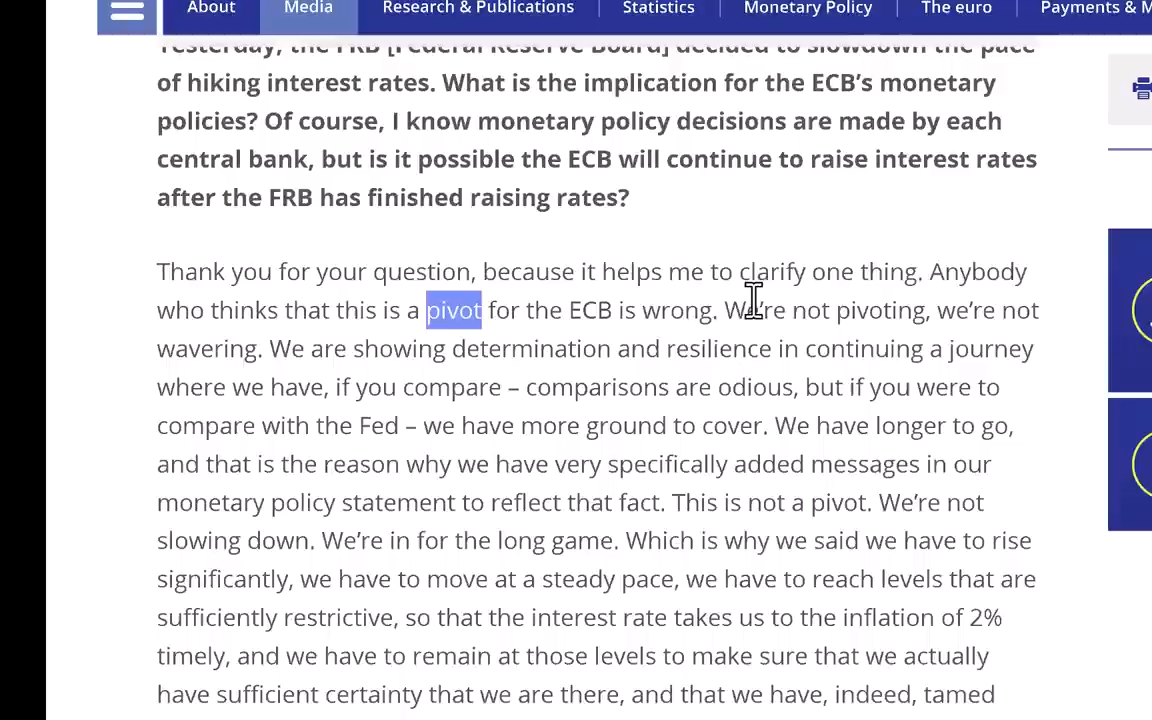 About Media Research & Publications Statistics Monetary Policy The euro Payments & M
Yesterday, the FRB [Federal Reserve Board] decided to slowdown the pace
of hiking interest rates. What is the implication for the ECB’s monetary
policies? Of course, I know monetary policy decisions are made by each
central bank, but is it possible the ECB will continue to raise interest rates
after the FRB has finished raising rates?
Thank you for your question, because it helps me to clarify one thing. Anybody
who thinks that this is a pivot for the ECB is wrong. We’re not pivoting, we’re not
wavering. We are showing determination and resilience in continuing a journey
where we have, if you compare – comparisons are odious, but if you were to
compare with the Fed – we have more ground to cover. We have longer to go,
and that is the reason why we have very specifically added messages in our
monetary policy statement to reflect that fact. This is not a pivot. We’re not
slowing down. We’re in for the long game. Which is why we said we have to rise
significantly, we have to move at a steady pace, we have to reach levels that are
sufficiently restrictive, so that the interest rate takes us to the inflation of 2%
timely, and we have to remain at those levels to make sure that we actually
have sufficient certainty that we are there, and that we have, indeed, tamed